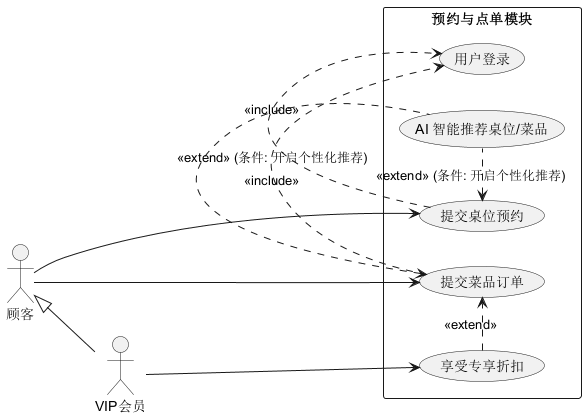 预约与点单模块
用户登录
«include»
AI 智能推荐桌位/菜品
«extend» (条件: 开启个性化推荐)
«extend» (条件: 开启个性化推荐)
«include»
提交桌位预约
提交菜品订单
顾客
«extend»
享受专享折扣
VIP会员